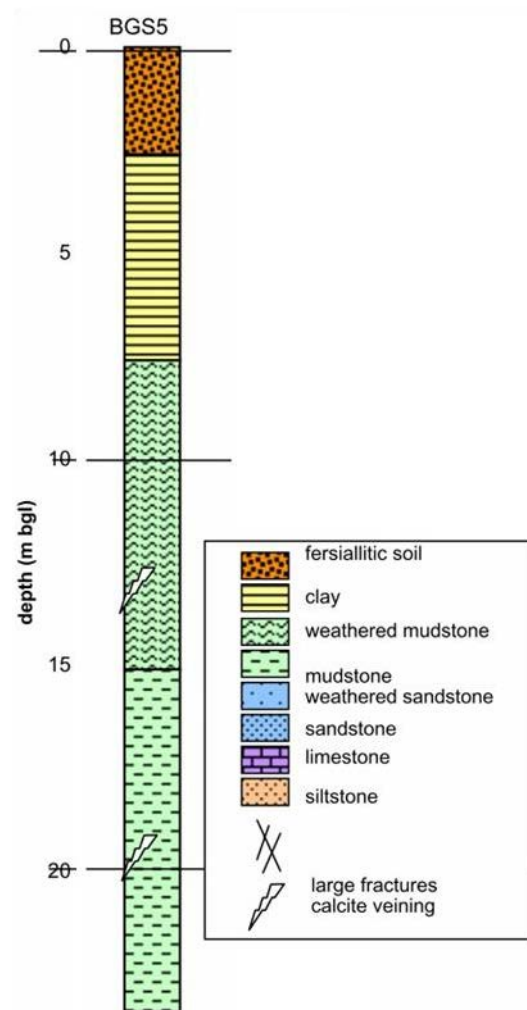 BGS5
0
5
10
15
20
depth (m bgl)
fersiallitic soil
clay
weathered mudstone
mudstone
weathered sandstone
sandstone
limestone
siltstone
large fractures
calcite veining